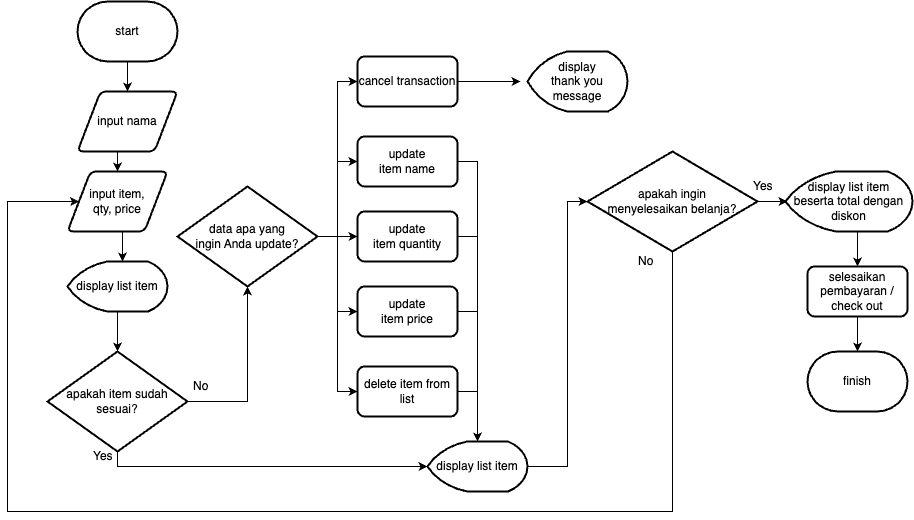 start
input nama
input item,
qty, price
display list item
apakah item sudah
sesuai?
No
Yes
data apa yang
ingin Anda update?
cancel transaction
display
thank you
message
update
item name
update
item quantity
update
item price
delete item from
list
display list item
apakah ingin
menyelesaikan belanja?
Yes
No
display list item
beserta total dengan
diskon
selesaikan
pembayaran /
check out
finish